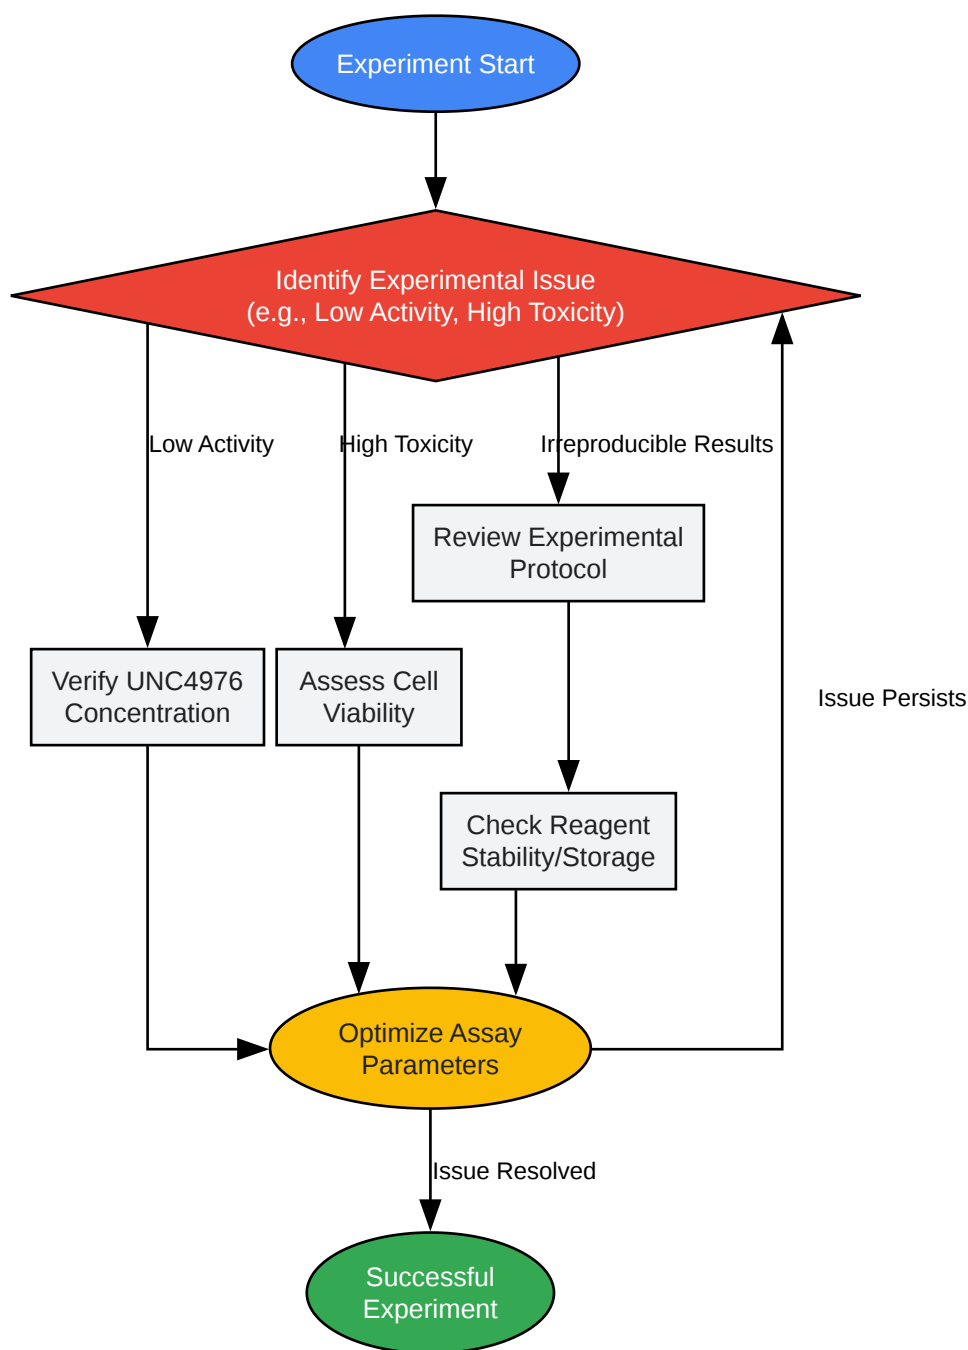 Experiment Start
Identify Experimental Issue
(e.g., Low Activity, High Toxicity)
Low Activity
High Toxicity
Irreproducible Results
Review Experimental
Protocol
Verify UNC4976
Concentration
Assess Cell
Viability
Issue Persists
Check Reagent
Stability/Storage
Optimize Assay
Parameters
Issue Resolved
Successful
Experiment